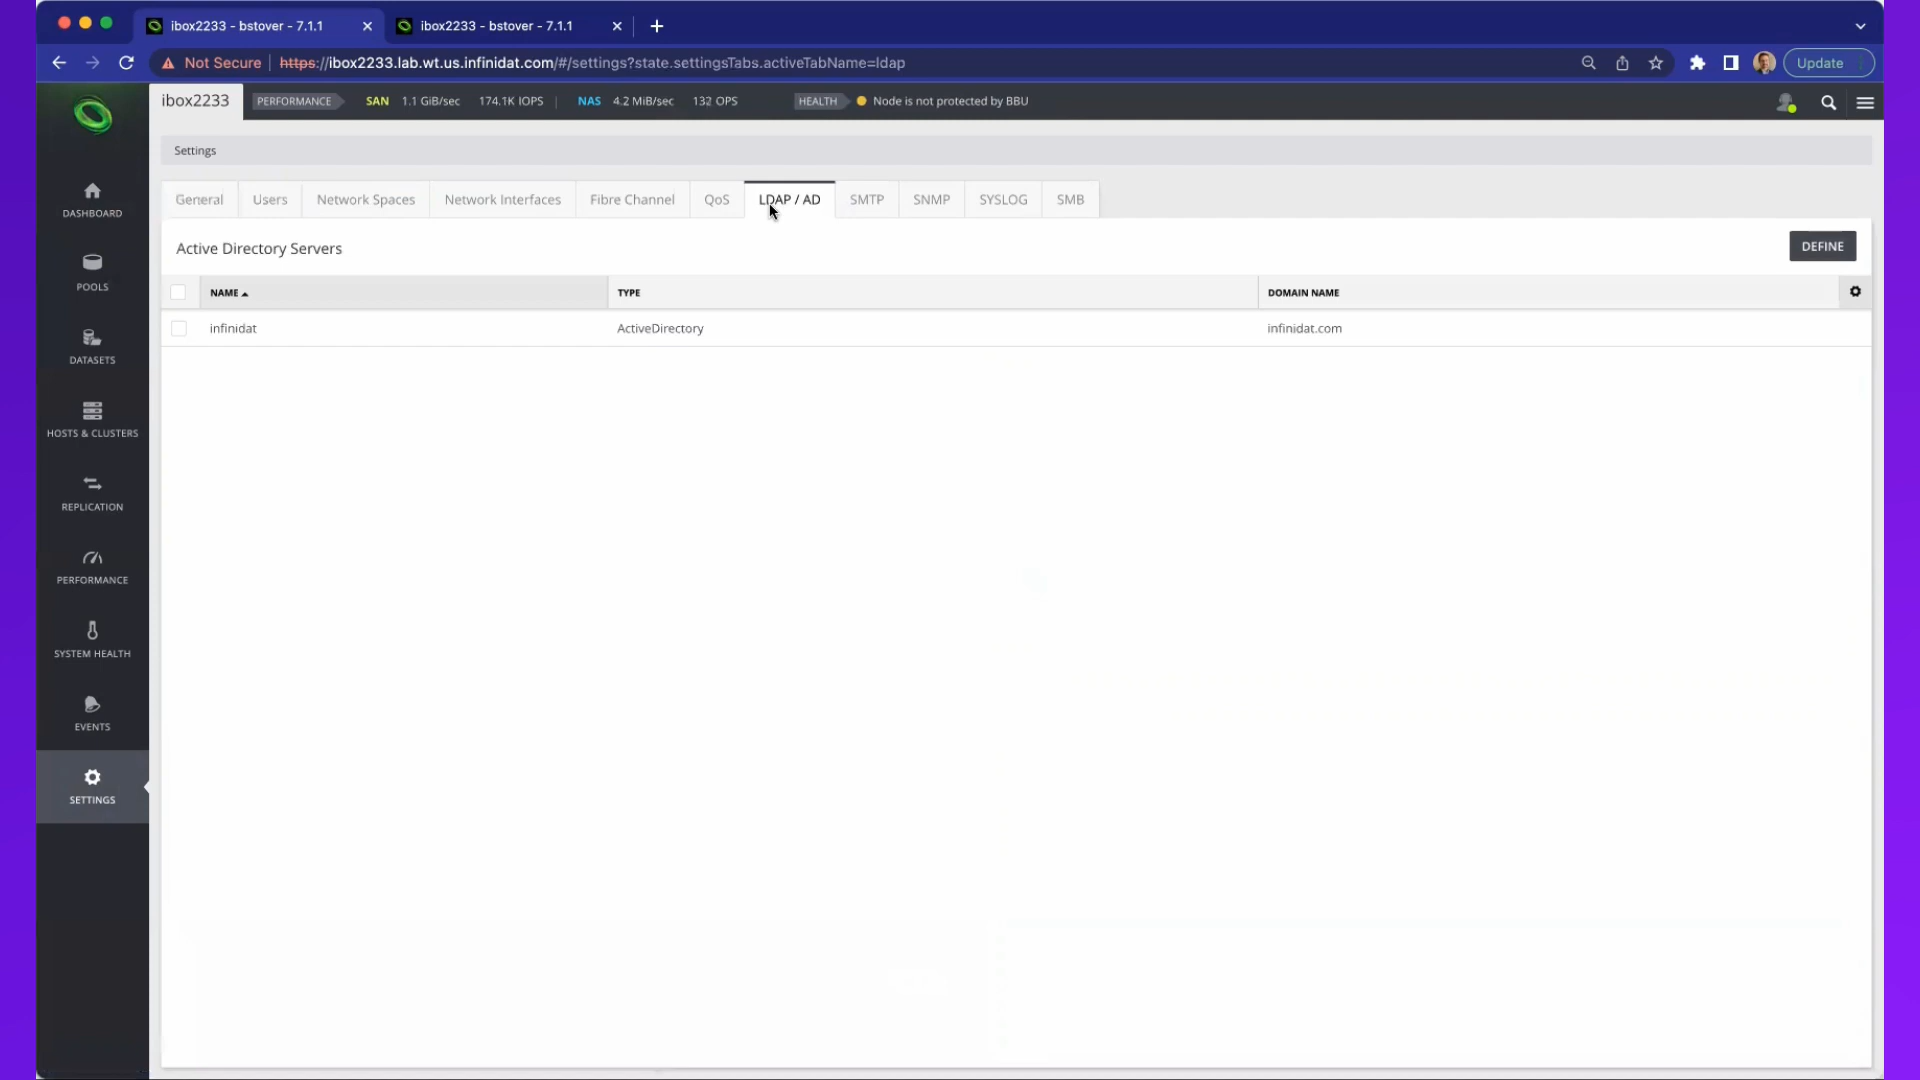 ibox2233 - bstover - 7.1.1
ibox2233 - bstover - 7.1.1
Not Secure
https://ibox2233.lab.wt.us.infinidat.com/#/settings?state.settingsTabs.activeTabName=ldap
Update
ibox2233
PERFORMANCE SAN 1.1 GiB/sec 174.1K IOPS NAS 4.2 MiB/sec 132 OPS
HEALTH Node is not protected by BBU
Settings
General Users Network Spaces Network Interfaces Fibre Channel QoS LDAP / AD SMTP SNMP SYSLOG SMB
Active Directory Servers
DEFINE
NAME TYPE DOMAIN NAME
infinidat ActiveDirectory infinidat.com
DASHBOARD
POOLS
DATASETS
HOSTS & CLUSTERS
REPLICATION
PERFORMANCE
SYSTEM HEALTH
EVENTS
SETTINGS